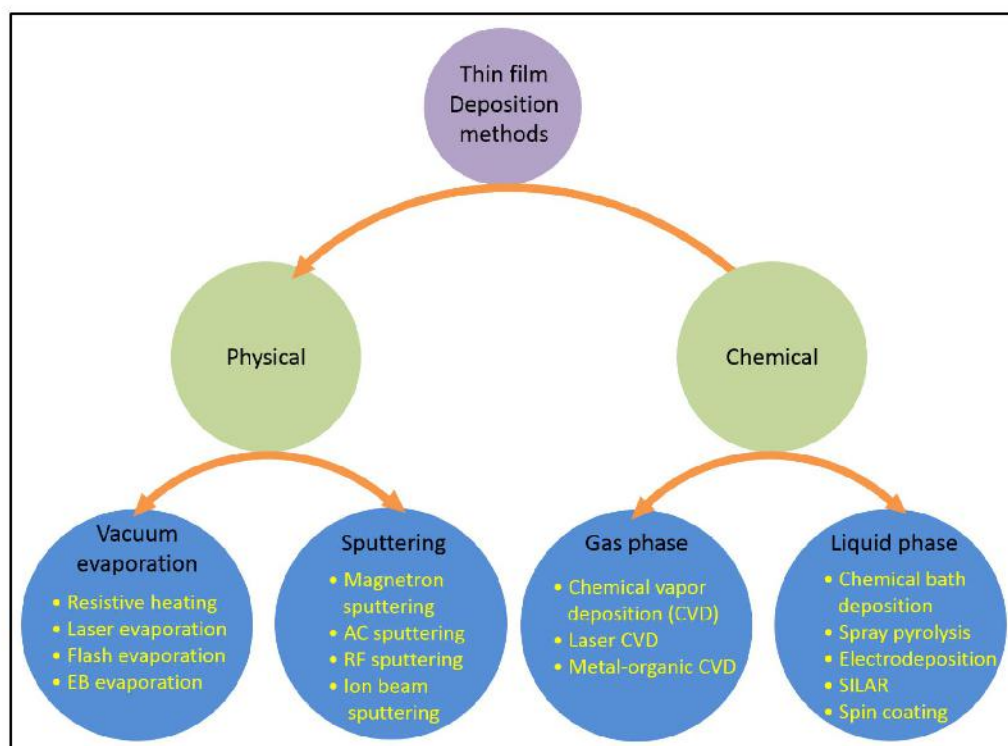 Thin film
Deposition
methods
Physical
Chemical
Vacuum
evaporation
• Resistive heating
• Laser evaporation
• Flash evaporation
• EB evaporation
Sputtering
• Magnetron
sputtering
• AC sputtering
• RF sputtering
• Ion beam
sputtering
Gas phase
• Chemical vapor
deposition (CVD)
• Laser CVD
• Metal-organic CVD
Liquid phase
• Chemical bath
deposition
• Spray pyrolysis
• Electrodeposition
• SILAR
• Spin coating